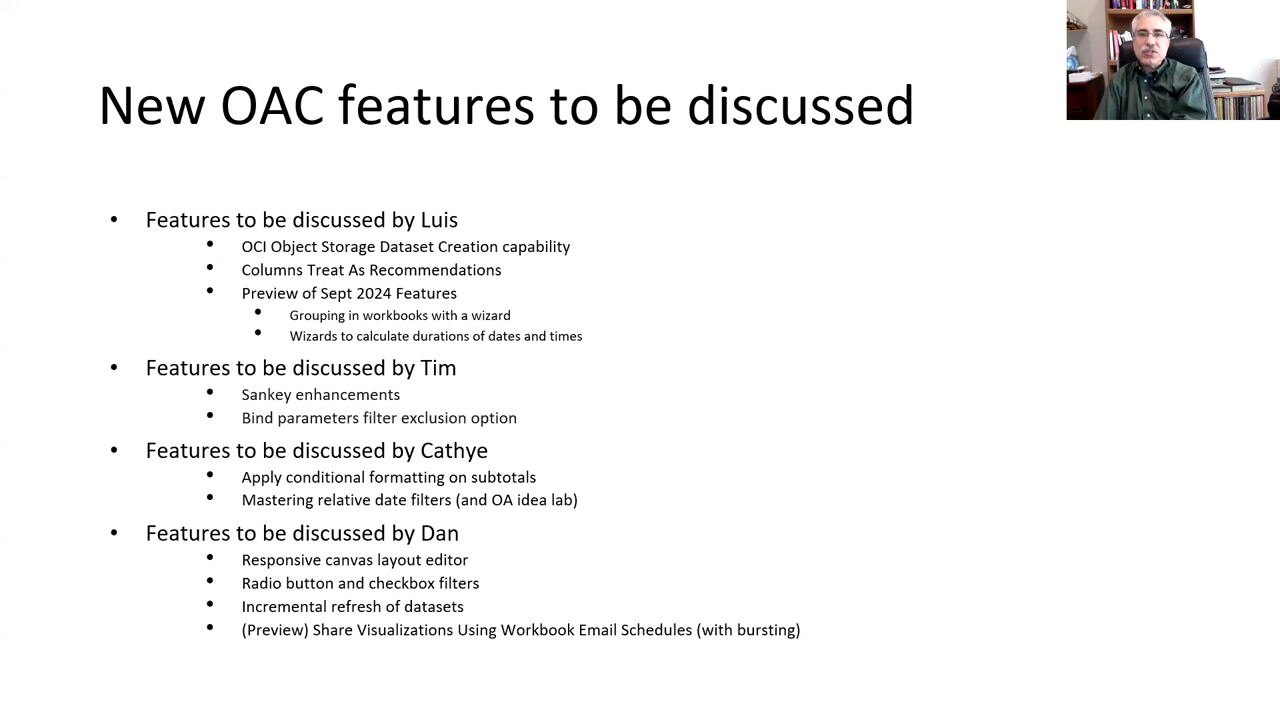 New OAC features to be discussed
• Features to be discussed by Luis
• OCI Object Storage Dataset Creation capability
• Columns Treat As Recommendations
• Preview of Sept 2024 Features
• Grouping in workbooks with a wizard
• Wizards to calculate durations of dates and times
• Features to be discussed by Tim
• Sankey enhancements
• Bind parameters filter exclusion option
• Features to be discussed by Cathye
• Apply conditional formatting on subtotals
• Mastering relative date filters (and OA idea lab)
• Features to be discussed by Dan
• Responsive canvas layout editor
• Radio button and checkbox filters
• Incremental refresh of datasets
• (Preview) Share Visualizations Using Workbook Email Schedules (with bursting)